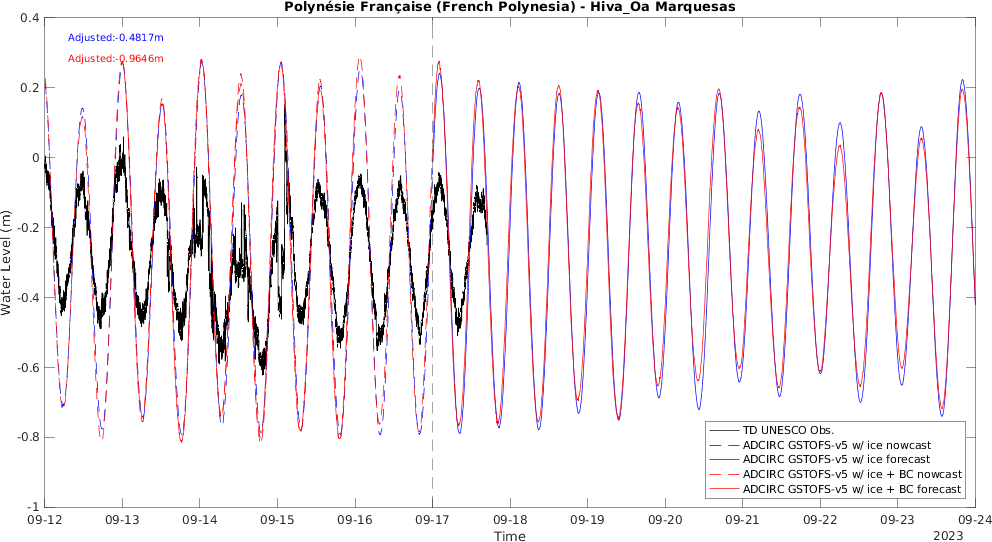 Polynésie Française (French Polynesia) - Hiva_Oa Marquesas
0.4
Adjusted:-0.4817m
Adjusted:-0.9646m
0.2
0
-0.2
-0.4
-0.6
-0.8
-1
Water Level (m)
TD UNESCO Obs.
ADCIRC GSTOFS-v5 w/ ice nowcast
ADCIRC GSTOFS-v5 w/ ice forecast
ADCIRC GSTOFS-v5 w/ ice + BC nowcast
ADCIRC GSTOFS-v5 w/ ice + BC forecast
09-12 09-13 09-14 09-15 09-16 09-17 09-18 09-19 09-20 09-21 09-22 09-23 09-24
Time
2023